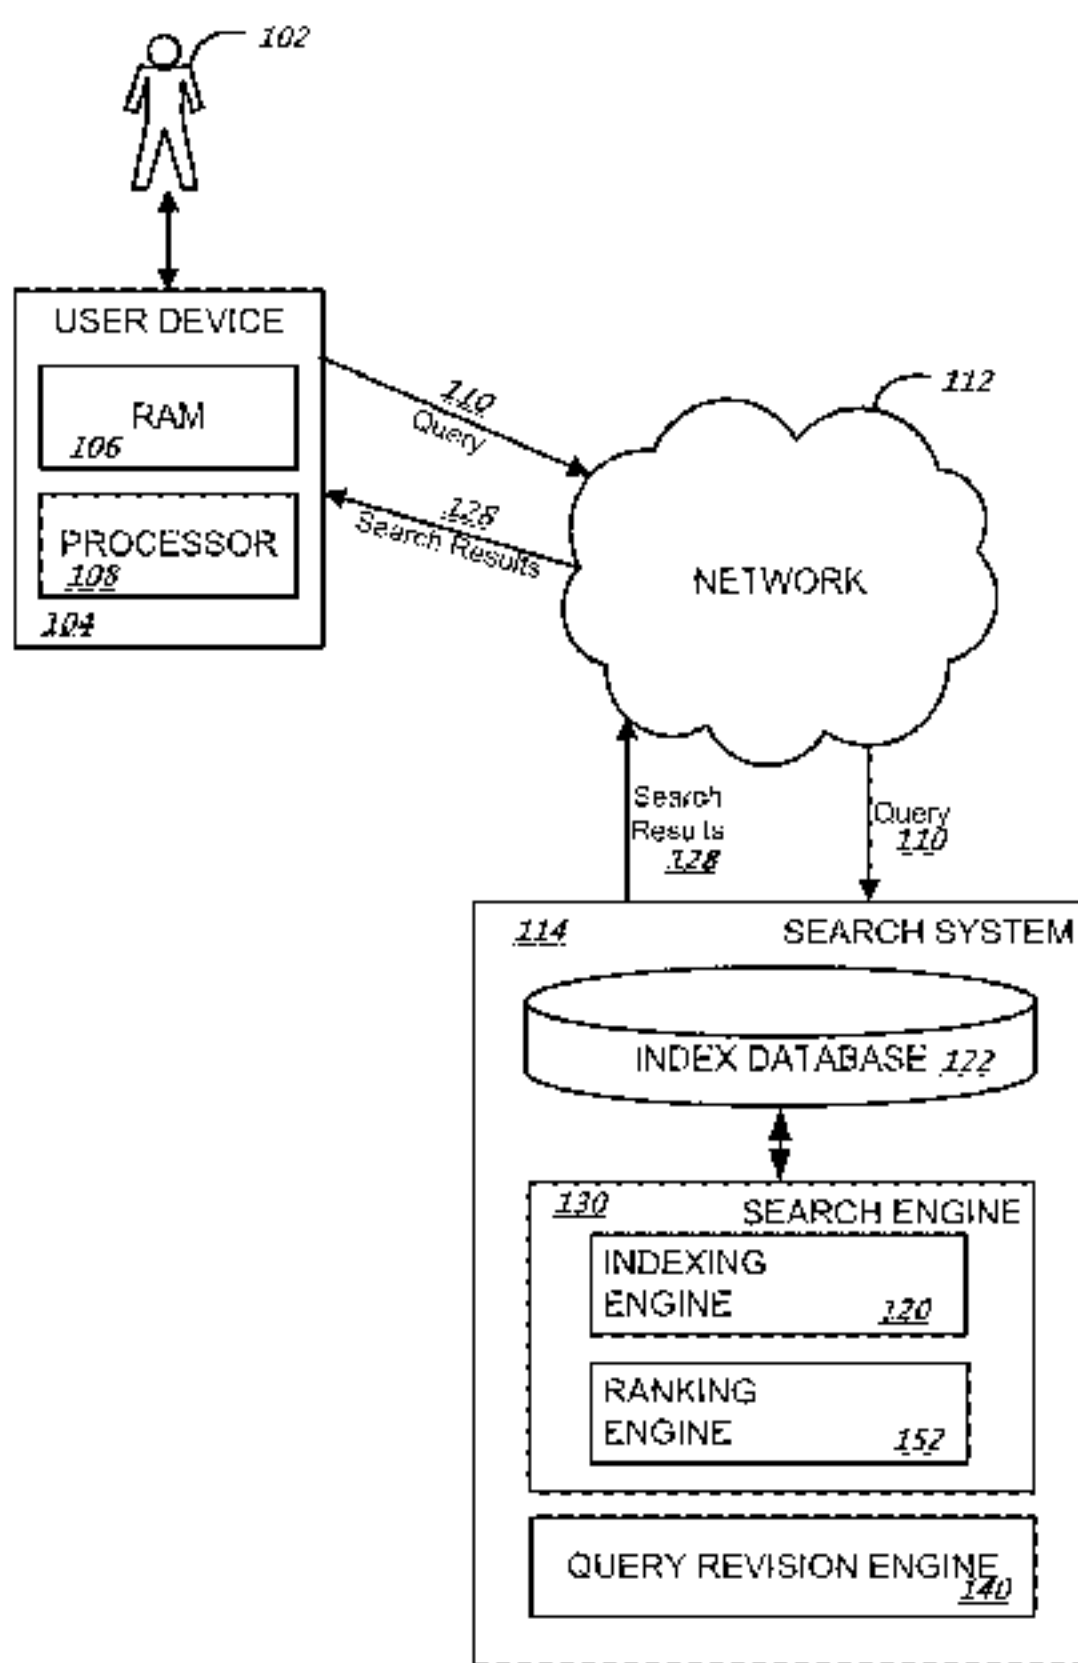 102
USER DEVICE
RAM
106
PROCESSOR
108
104
110
Query
128
Search Results
112
NETWORK
Search
Results
128
Query
110
114 SEARCH SYSTEM
INDEX DATABASE 122
130 SEARCH ENGINE
INDEXING
ENGINE 120
RANKING
ENGINE 152
QUERY REVISION ENGINE
140